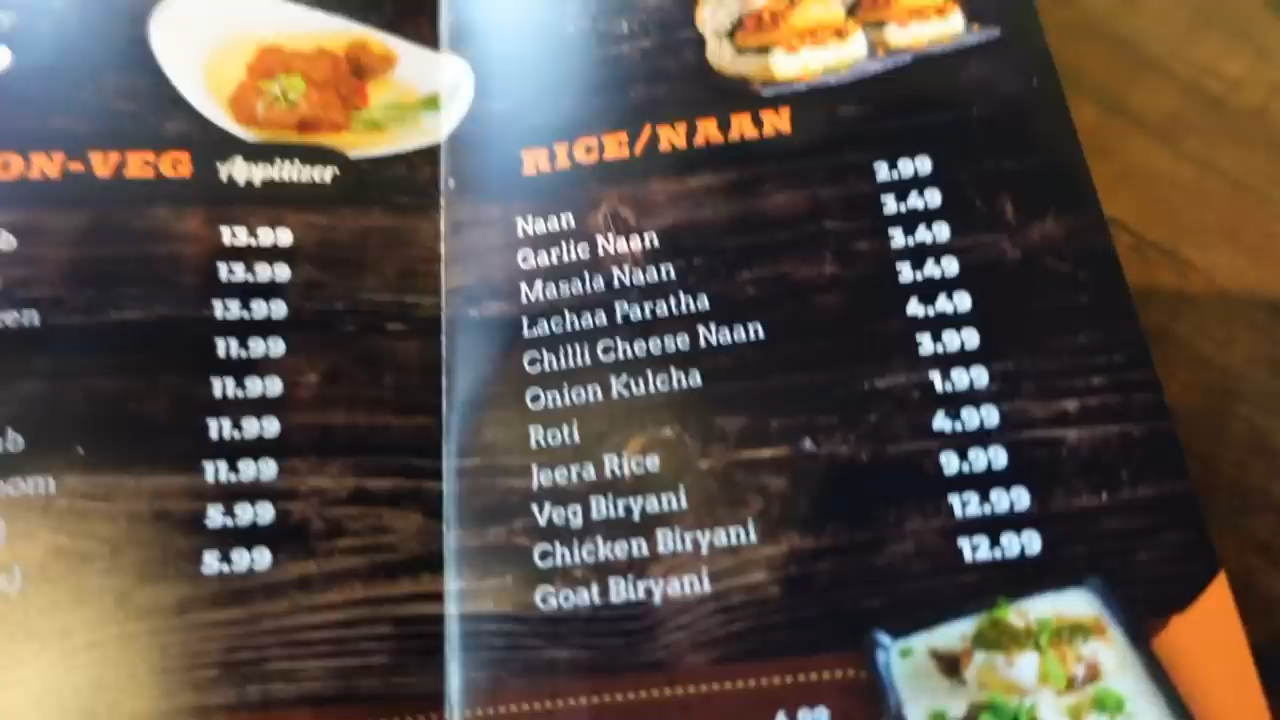 ON-VEG Appitizer
13.99
13.99
13.99
11.99
11.99
11.99
11.99
5.99
5.99
RICE/NAAN
Naan 2.99
Garlic Naan 3.49
Masala Naan 3.49
Lachaa Paratha 3.49
Chilli Cheese Naan 4.49
Onion Kulcha 3.99
Roti 1.99
Jeera Rice 4.99
Veg Biryani 9.99
Chicken Biryani 12.99
Goat Biryani 12.99